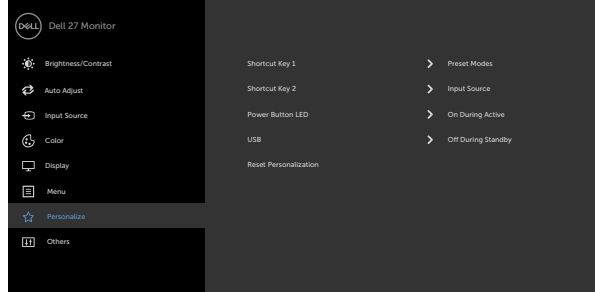 DELL Dell 27 Monitor
Brightness/Contrast
Auto Adjust
Input Source
Color
Display
Menu
Personalize
Others
Shortcut Key 1 Preset Modes
Shortcut Key 2 Input Source
Power Button LED On During Active
USB Off During Standby
Reset Personalization